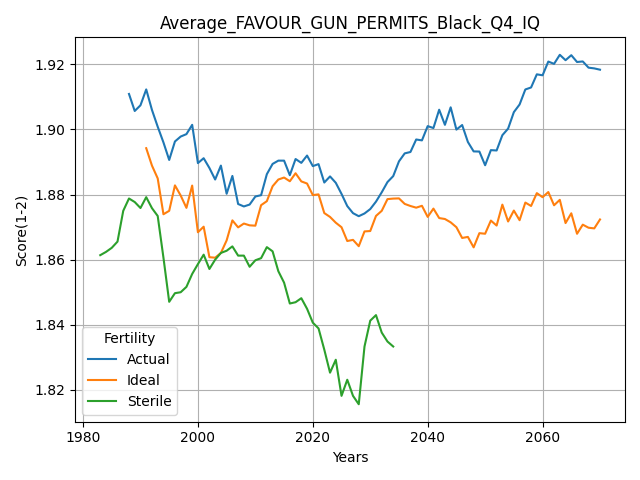 Average_FAVOUR_GUN_PERMITS_Black_Q4_IQ
Score(1-2)
1.92
1.90
1.88
1.86
1.84
1.82
Fertility
Actual
Ideal
Sterile
1980
2000
2020
2040
2060
Years